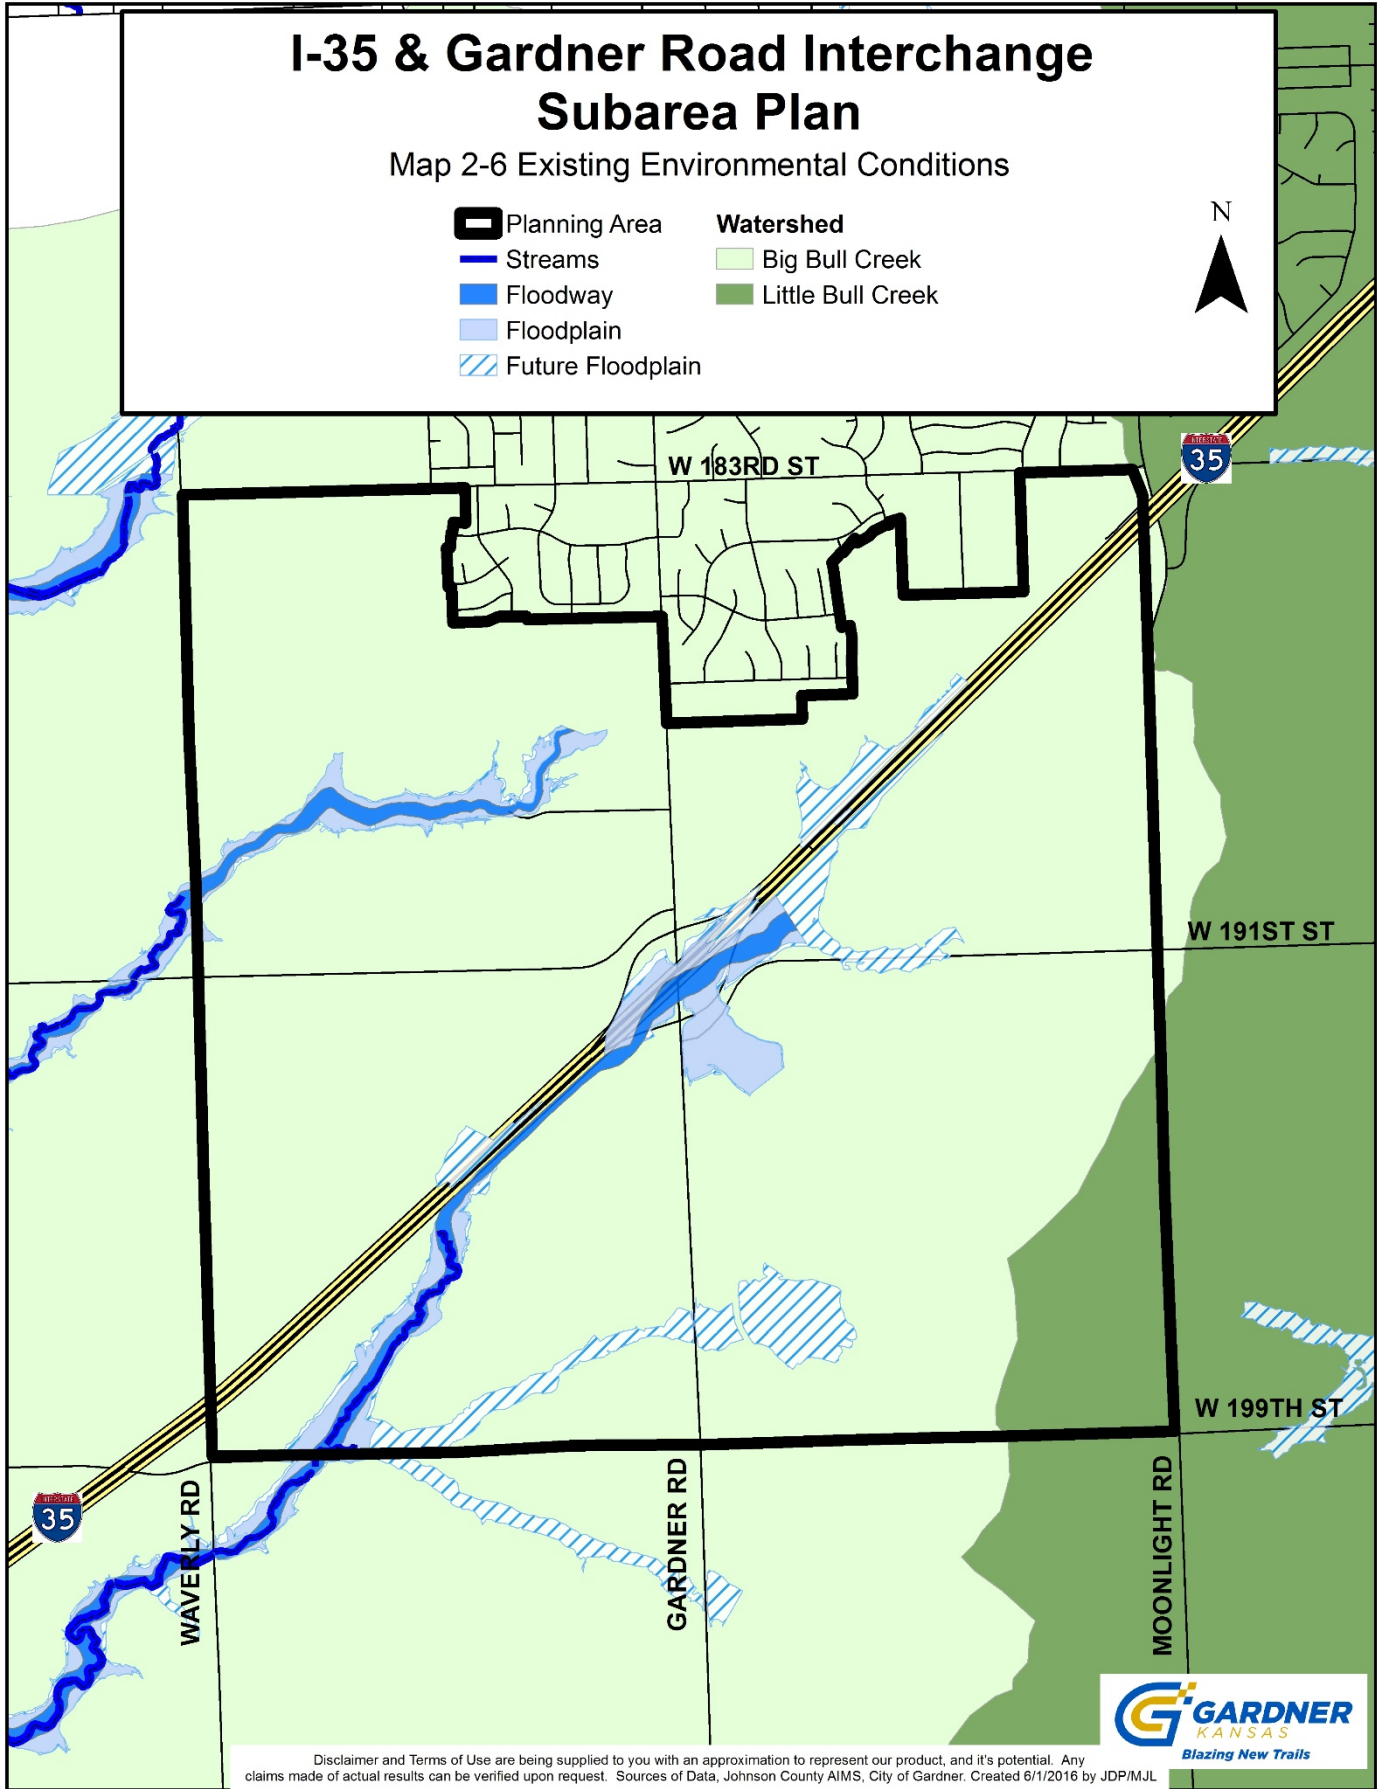 I-35 & Gardner Road Interchange
Subarea Plan
Map 2-6 Existing Environmental Conditions
Planning Area
Streams
Floodway
Floodplain
Future Floodplain
Watershed
Big Bull Creek
Little Bull Creek
N
W 183RD ST
INTERSTATE
35
W 191ST ST
W 199TH ST
INTERSTATE
35
WAVERLY RD
GARDNER RD
MOONLIGHT RD
G GARDNER
KANSAS
Blazing New Trails
Disclaimer and Terms of Use are being supplied to you with an approximation to represent our product, and it's potential. Any
claims made of actual results can be verified upon request. Sources of Data, Johnson County AIMS, City of Gardner. Created 6/1/2016 by JDP/MJL